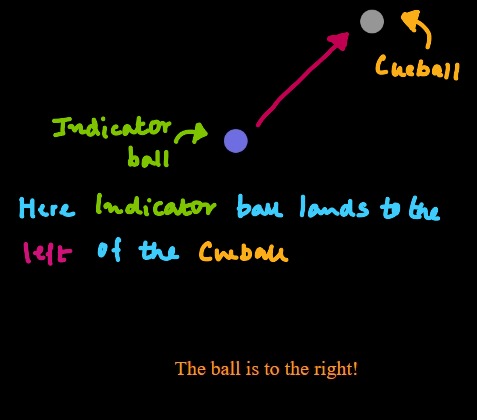 Cueball
Indicator
ball
Here Indicator ball lands to the
left of the Cueball
The ball is to the right!